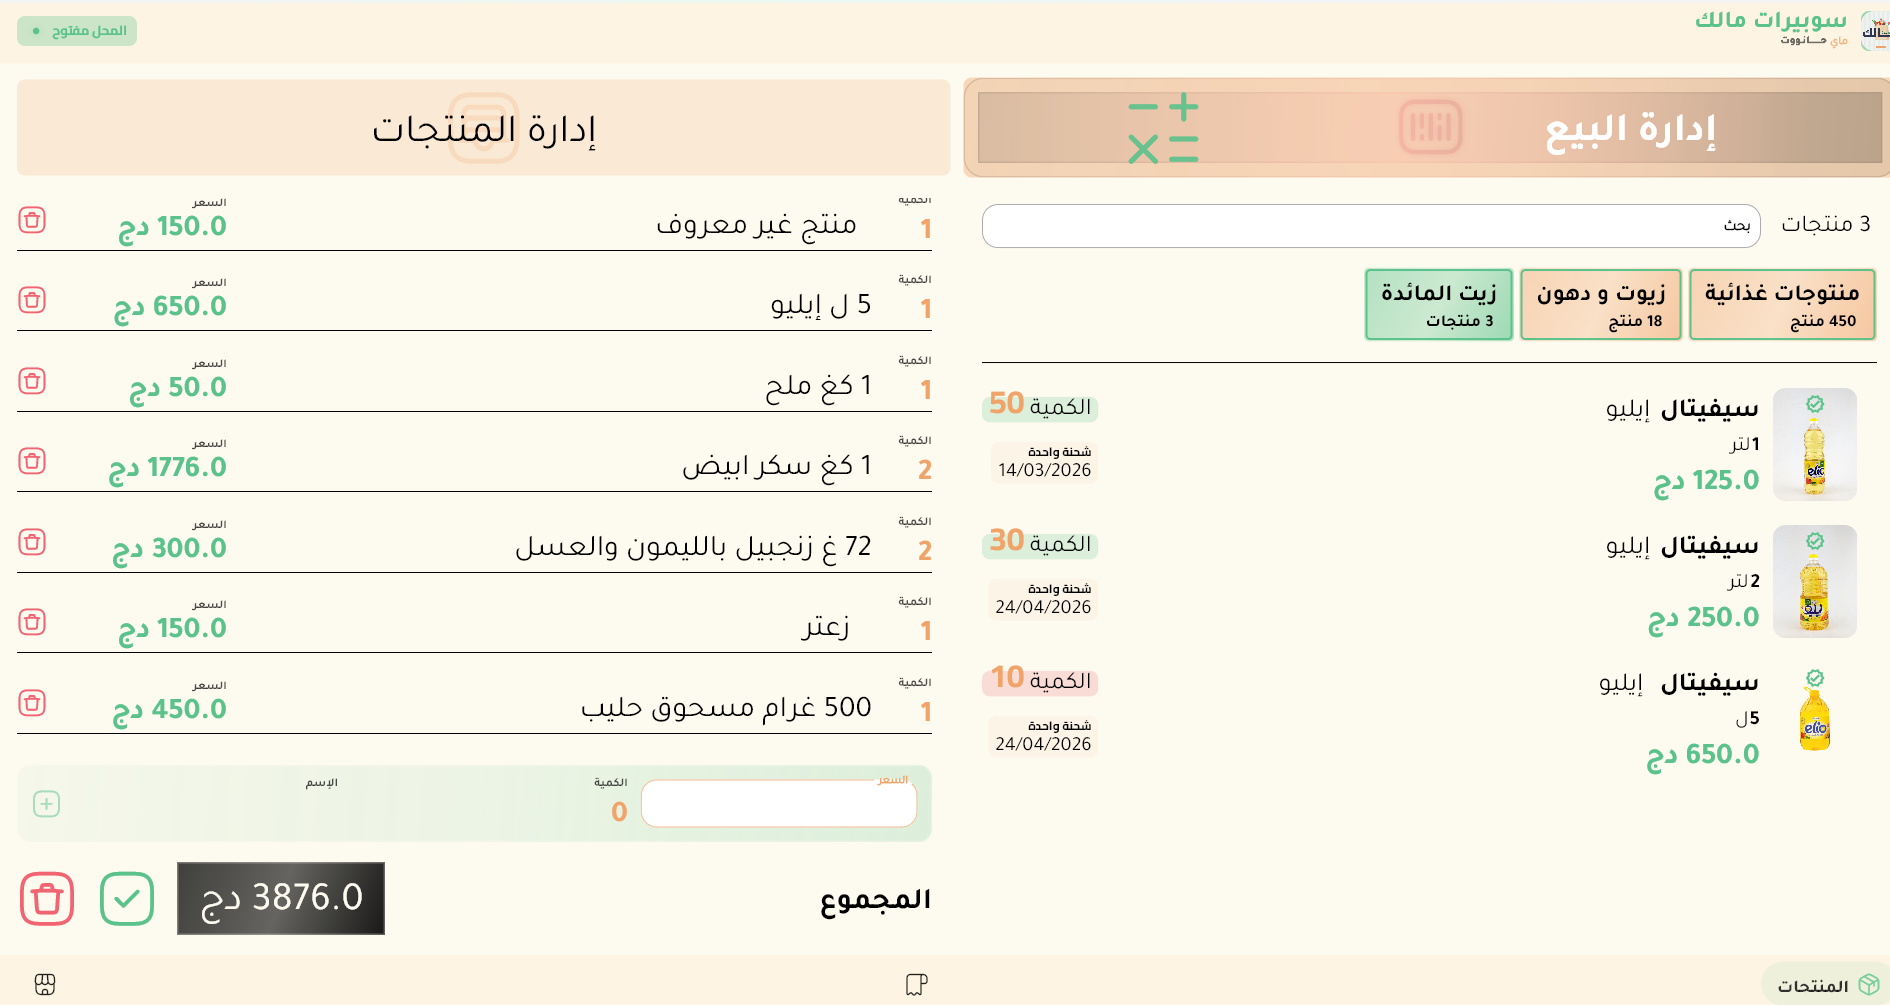 سوبيرات مالك
ماي حـــانـووت
المحل مفتوح
إدارة البيع
إدارة المنتجات
3 منتجات
بحث
منتوجات غذائية
450 منتج
زيوت و دهون
18 منتج
زيت المائدة
3 منتجات
سيفيتال إيليو
1لتر
125.0 دج
الكمية 50
شحنة واحدة
14/03/2026
سيفيتال إيليو
2لتر
250.0 دج
الكمية 30
شحنة واحدة
24/04/2026
elio
سيفيتال إيليو
5ل
650.0 دج
الكمية 10
شحنة واحدة
24/04/2026
elio
الكمية
1
منتج غير معروف
السعر
150.0 دج
الكمية
1
5 ل إيليو
السعر
650.0 دج
الكمية
1
1 كغ ملح
السعر
50.0 دج
الكمية
2
1 كغ سكر ابيض
السعر
1776.0 دج
الكمية
2
72 غ زنجبيل بالليمون والعسل
السعر
300.0 دج
الكمية
1
زعتر
السعر
150.0 دج
الكمية
1
500 غرام مسحوق حليب
السعر
450.0 دج
السعر
الكمية
0
الإسم
المجموع
3876.0 دج
المنتجات